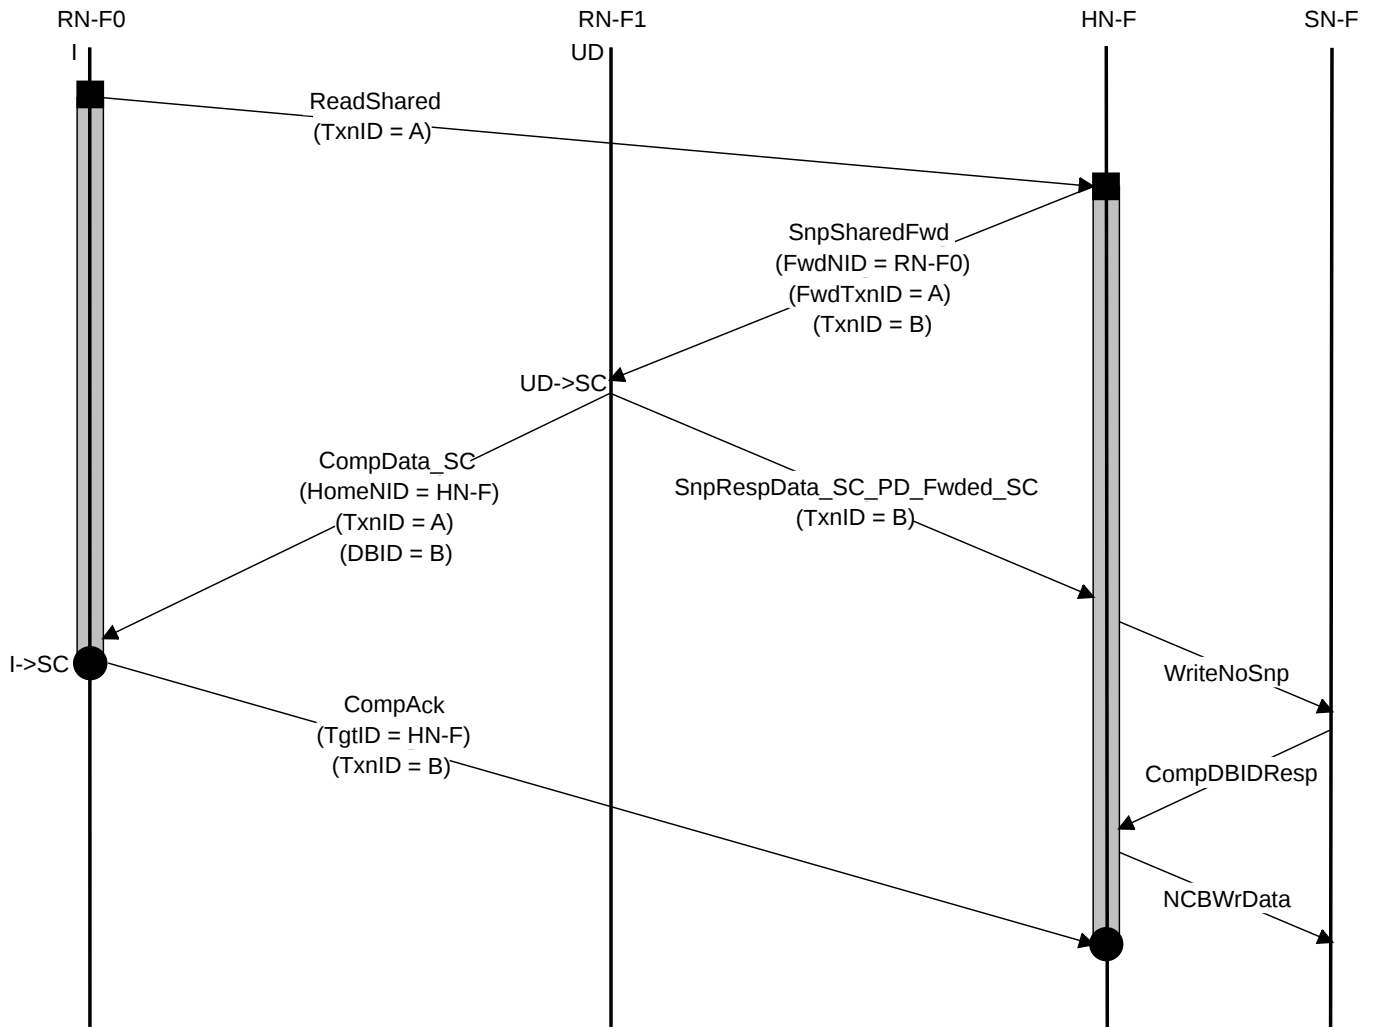 RN-F0
RN-F1
HN-F
SN-F
I
UD
ReadShared
(TxnID = A)
SnpSharedFwd
(FwdNID = RN-F0)
(FwdTxnID = A)
(TxnID = B)
UD->SC
CompData_SC
(HomeNID = HN-F)
(TxnID = A)
(DBID = B)
SnpRespData_SC_PD_Fwded_SC
(TxnID = B)
I->SC
WriteNoSnp
CompAck
(TgtID = HN-F)
(TxnID = B)
CompDBIDResp
NCBWrData